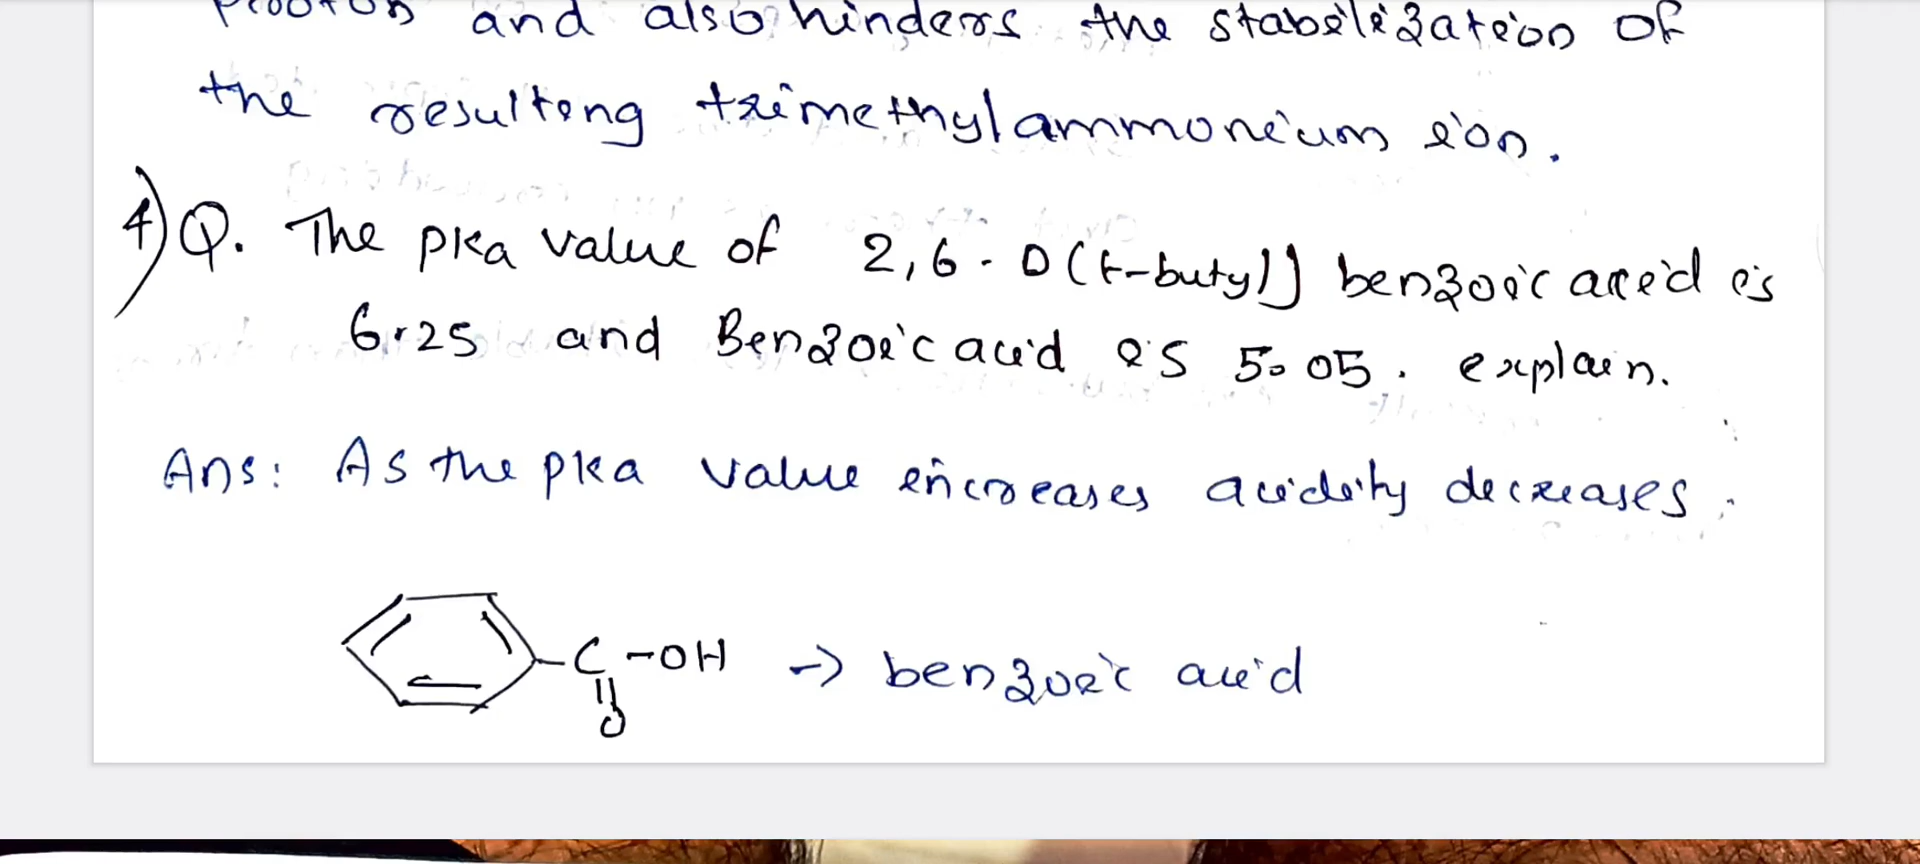 and also hinders the stabilization of
the resulting trimethylammonium ion.
4) Q. The pka value of 2,6-D(t-butyl) benzoic acid is
6.25 and Benzoic acid is 5.05. explain.
Ans: As the pka value increases acidity decreases.
C-OH → benzoic acid
O